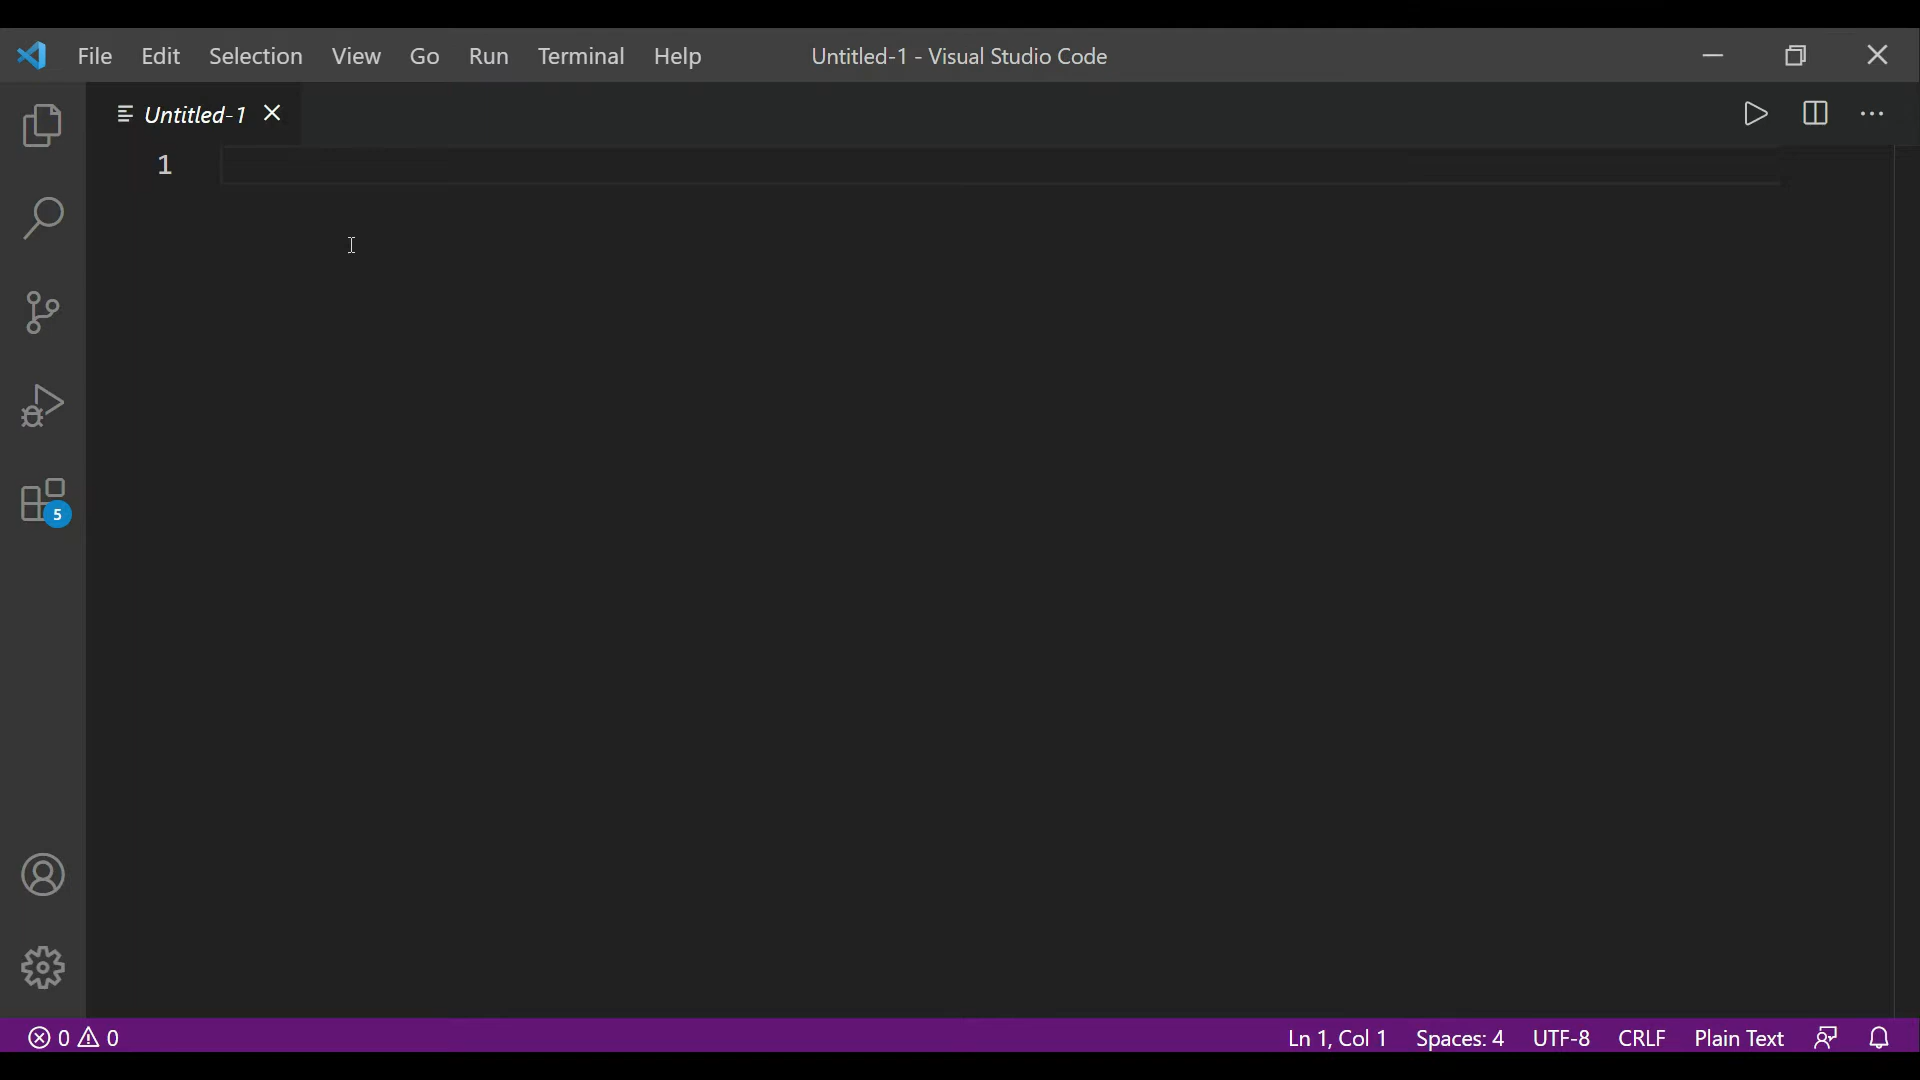 File Edit Selection View Go Run Terminal Help Untitled-1 - Visual Studio Code
Untitled-1
1
5
0 0 Ln 1, Col 1 Spaces: 4 UTF-8 CRLF Plain Text